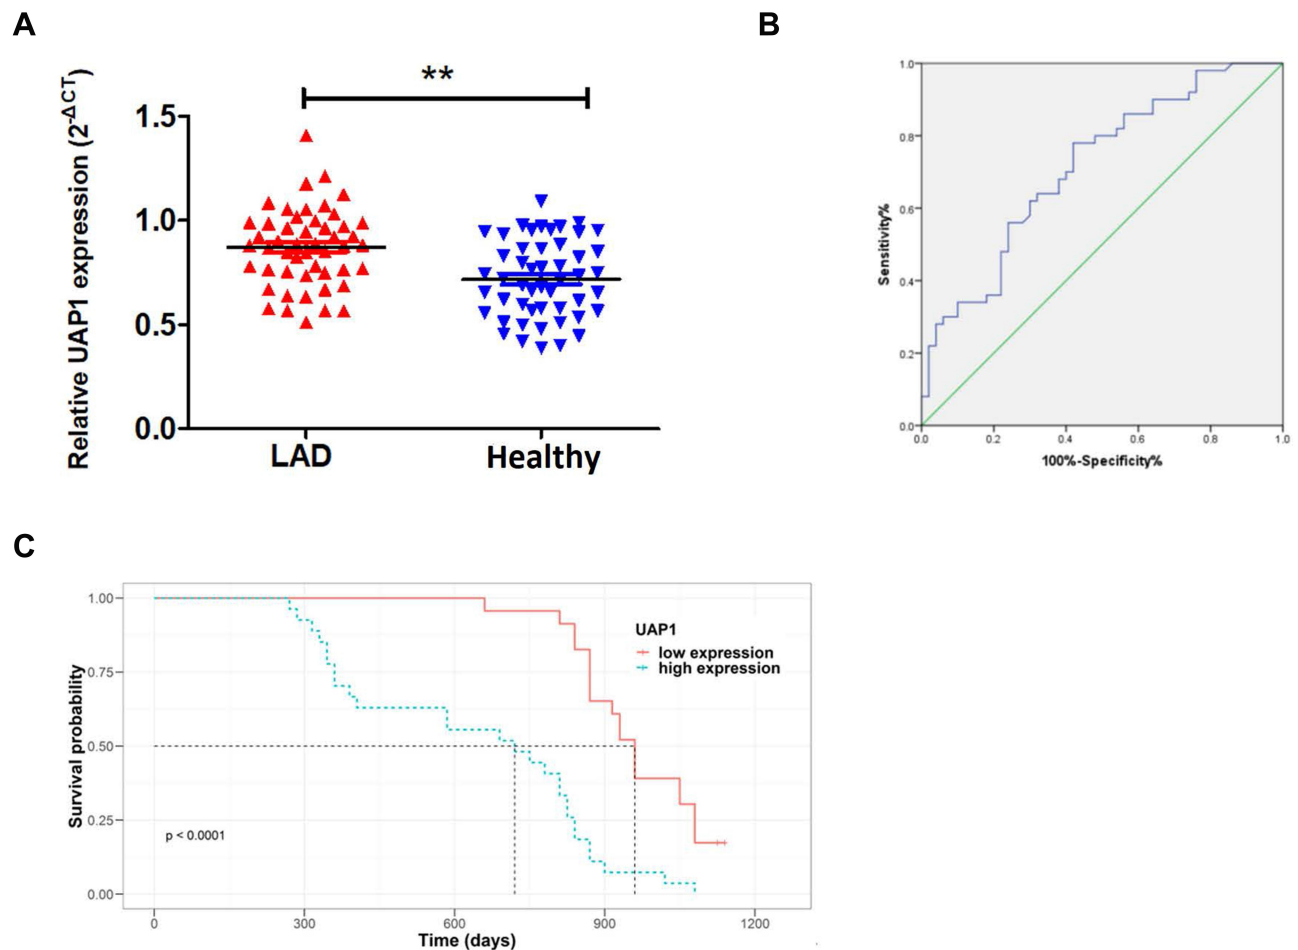 A
**
Relative UAP1 expression (2-ΔCT)
1.5
1.0
0.5
0.0
LAD
Healthy
B
Sensitivity%
1.0
0.8
0.6
0.4
0.2
0.0
0.0 0.2 0.4 0.6 0.8 1.0
100%-Specificity%
C
Survival probability
1.00
0.75
0.50
0.25
0.00
UAP1
low expression
high expression
p < 0.0001
0 300 600 900 1200
Time (days)